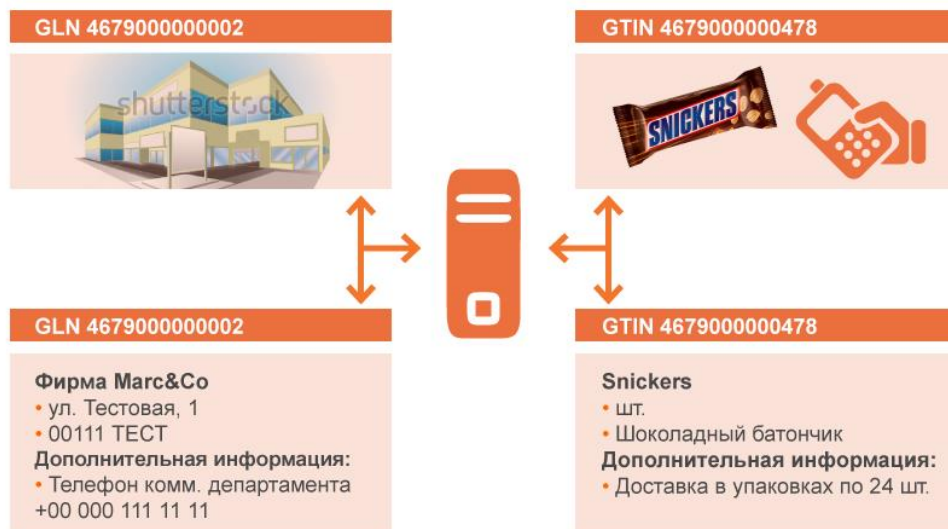 GLN 4679000000002
GTIN 4679000000478
shutterstock
SNICKERS
GLN 4679000000002
Фирма Marc&Co
• ул. Тестовая, 1
• 00111 ТЕСТ
Дополнительная информация:
• Телефон комм. департамента
+00 000 111 11 11
GTIN 4679000000478
Snickers
• шт.
• Шоколадный батончик
Дополнительная информация:
• Доставка в упаковках по 24 шт.